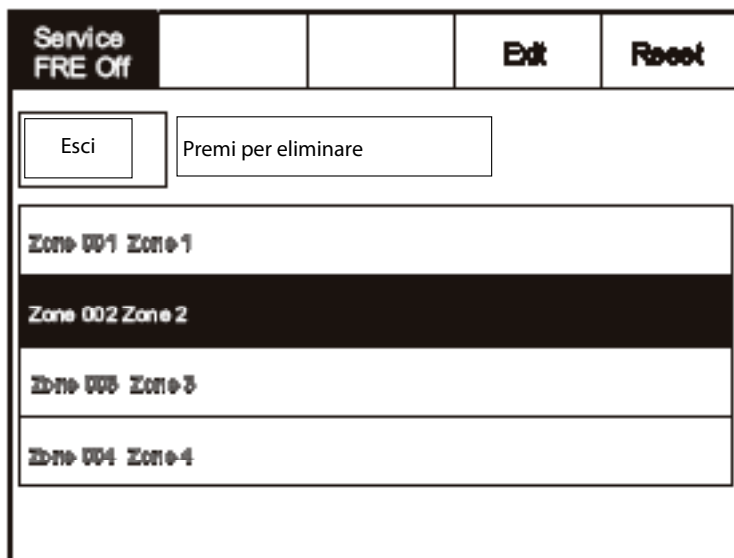 Service
FRE Off
Exit
Reset
Esci
Premi per eliminare
Zone 001 Zone 1
Zone 002 Zone 2
Zone 003 Zone 3
Zone 004 Zone 4